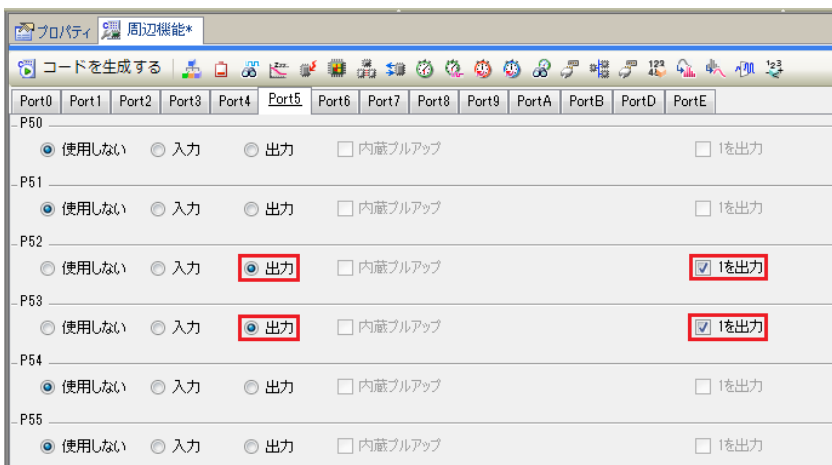 プロパティ 周辺機能*
コードを生成する
Port0 Port1 Port2 Port3 Port4 Port5 Port6 Port7 Port8 Port9 PortA PortB PortD PortE
P50
使用しない 入力 出力 内蔵プルアップ 1を出力
P51
使用しない 入力 出力 内蔵プルアップ 1を出力
P52
使用しない 入力 出力 内蔵プルアップ 1を出力
P53
使用しない 入力 出力 内蔵プルアップ 1を出力
P54
使用しない 入力 出力 内蔵プルアップ 1を出力
P55
使用しない 入力 出力 内蔵プルアップ 1を出力